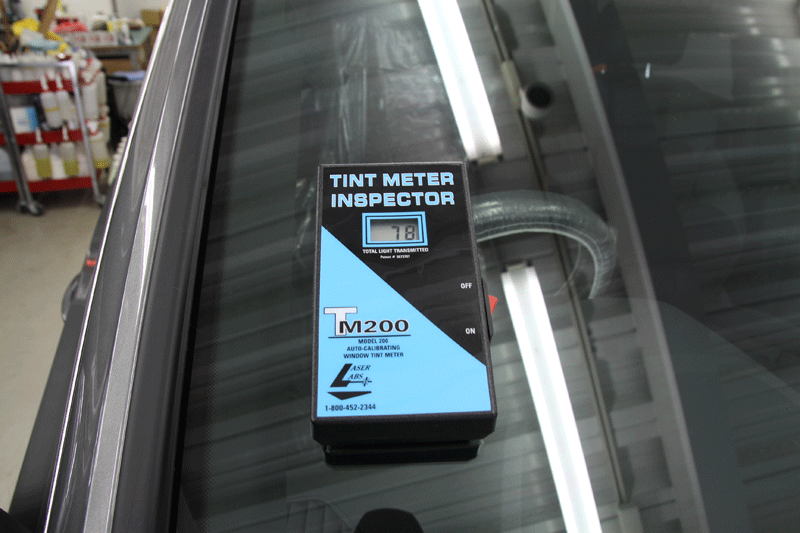 TINT METER
INSPECTOR
78
TOTAL LIGHT TRANSMITTED
OFF
ON
TM200
MODEL 200
AUTO-CALIBRATING
WINDOW TINT METER
LASER
LABS
1-800-452-2344